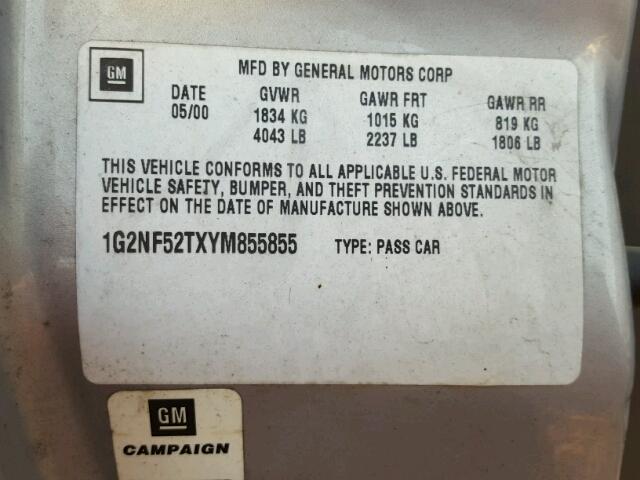 GM
MFD BY GENERAL MOTORS CORP
DATE GVWR GAWR FRT GAWR RR
05/00 1834 KG 1015 KG 819 KG
4043 LB 2237 LB 1806 LB
THIS VEHICLE CONFORMS TO ALL APPLICABLE U.S. FEDERAL MOTOR
VEHICLE SAFETY, BUMPER, AND THEFT PREVENTION STANDARDS IN
EFFECT ON THE DATE OF MANUFACTURE SHOWN ABOVE.
1G2NF52TXYM855855 TYPE: PASS CAR
GM
CAMPAIGN